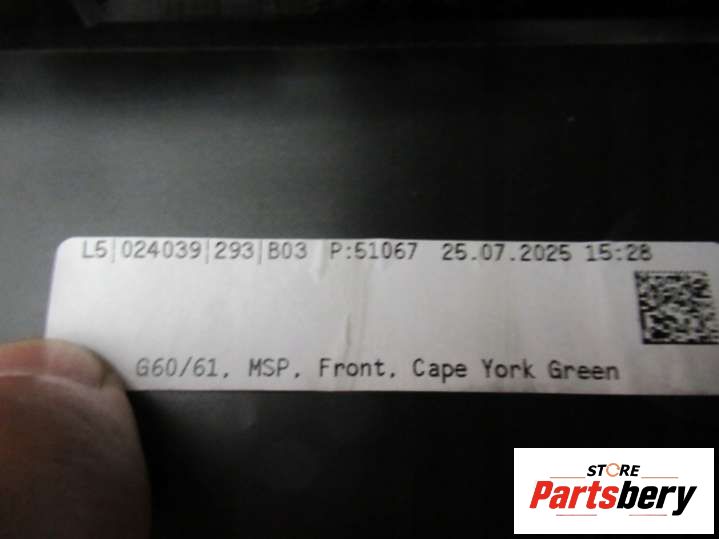 L5|024039|293|B03 P:51067 25.07.2025 15:28
G60/61, MSP, Front, Cape York Green
STORE
Partsbery